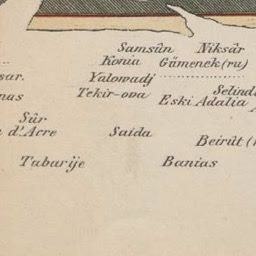 Samsûn Niksâr
Konia Gümenek (ru)
sar. Yalowadj
Selind
nas Tekir-ova Eski Adalia
Sûr
d'Acre Saida
Beirût (
Tabarije Banias